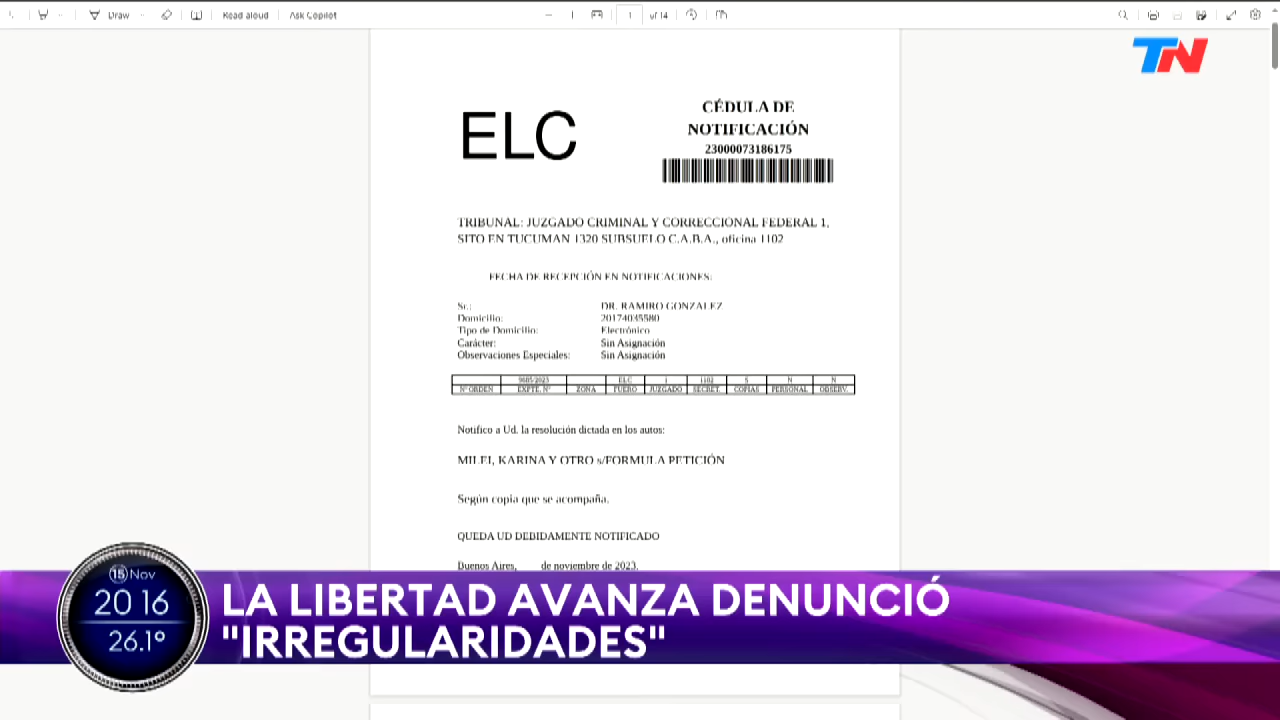 Draw
Read aloud
Ask Copilot
1
of 14
TN
ELC
CÉDULA DE
NOTIFICACIÓN
23000073186175
TRIBUNAL: JUZGADO CRIMINAL Y CORRECCIONAL FEDERAL 1,
SITO EN TUCUMAN 1320 SUBSUELO C.A.B.A., oficina 1102
FECHA DE RECEPCIÓN EN NOTIFICACIONES:
Sr.: DR. RAMIRO GONZALEZ
Domicilio: 20174035580
Tipo de Domicilio: Electrónico
Carácter: Sin Asignación
Observaciones Especiales: Sin Asignación
9685/2023 ELC 1 1102 S N N
Nº ORDEN EXPTE. Nº ZONA FUERO JUZGADO SECRET. COPIAS PERSONAL OBSERV.
Notifico a Ud. la resolución dictada en los autos:
MILEI, KARINA Y OTRO s/FORMULA PETICIÓN
Según copia que se acompaña.
QUEDA UD DEBIDAMENTE NOTIFICADO
Buenos Aires, de noviembre de 2023.
15 Nov
20 16
26.1º
LA LIBERTAD AVANZA DENUNCIÓ
"IRREGULARIDADES"